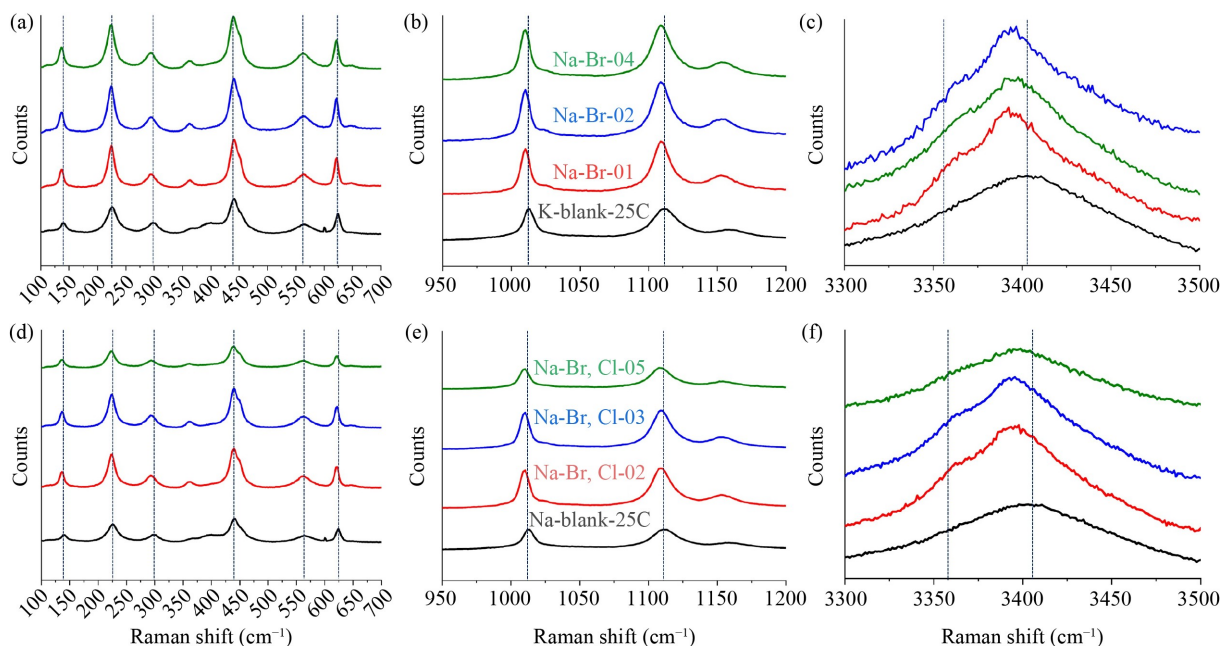 (a)
Counts
100 150 200 250 300 350 400 450 500 550 600 650 700
(b)
Na-Br-04
Na-Br-02
Na-Br-01
K-blank-25C
Counts
950 1000 1050 1100 1150 1200
(c)
Counts
3300 3400 3500
(d)
Counts
100 150 200 250 300 350 400 450 500 550 600 650 700
Raman shift (cm⁻¹)
(e)
Na-Br, Cl-05
Na-Br, Cl-03
Na-Br, Cl-02
Na-blank-25C
Counts
950 1000 1050 1100 1150 1200
Raman shift (cm⁻¹)
(f)
Counts
3300 3400 3500
Raman shift (cm⁻¹)